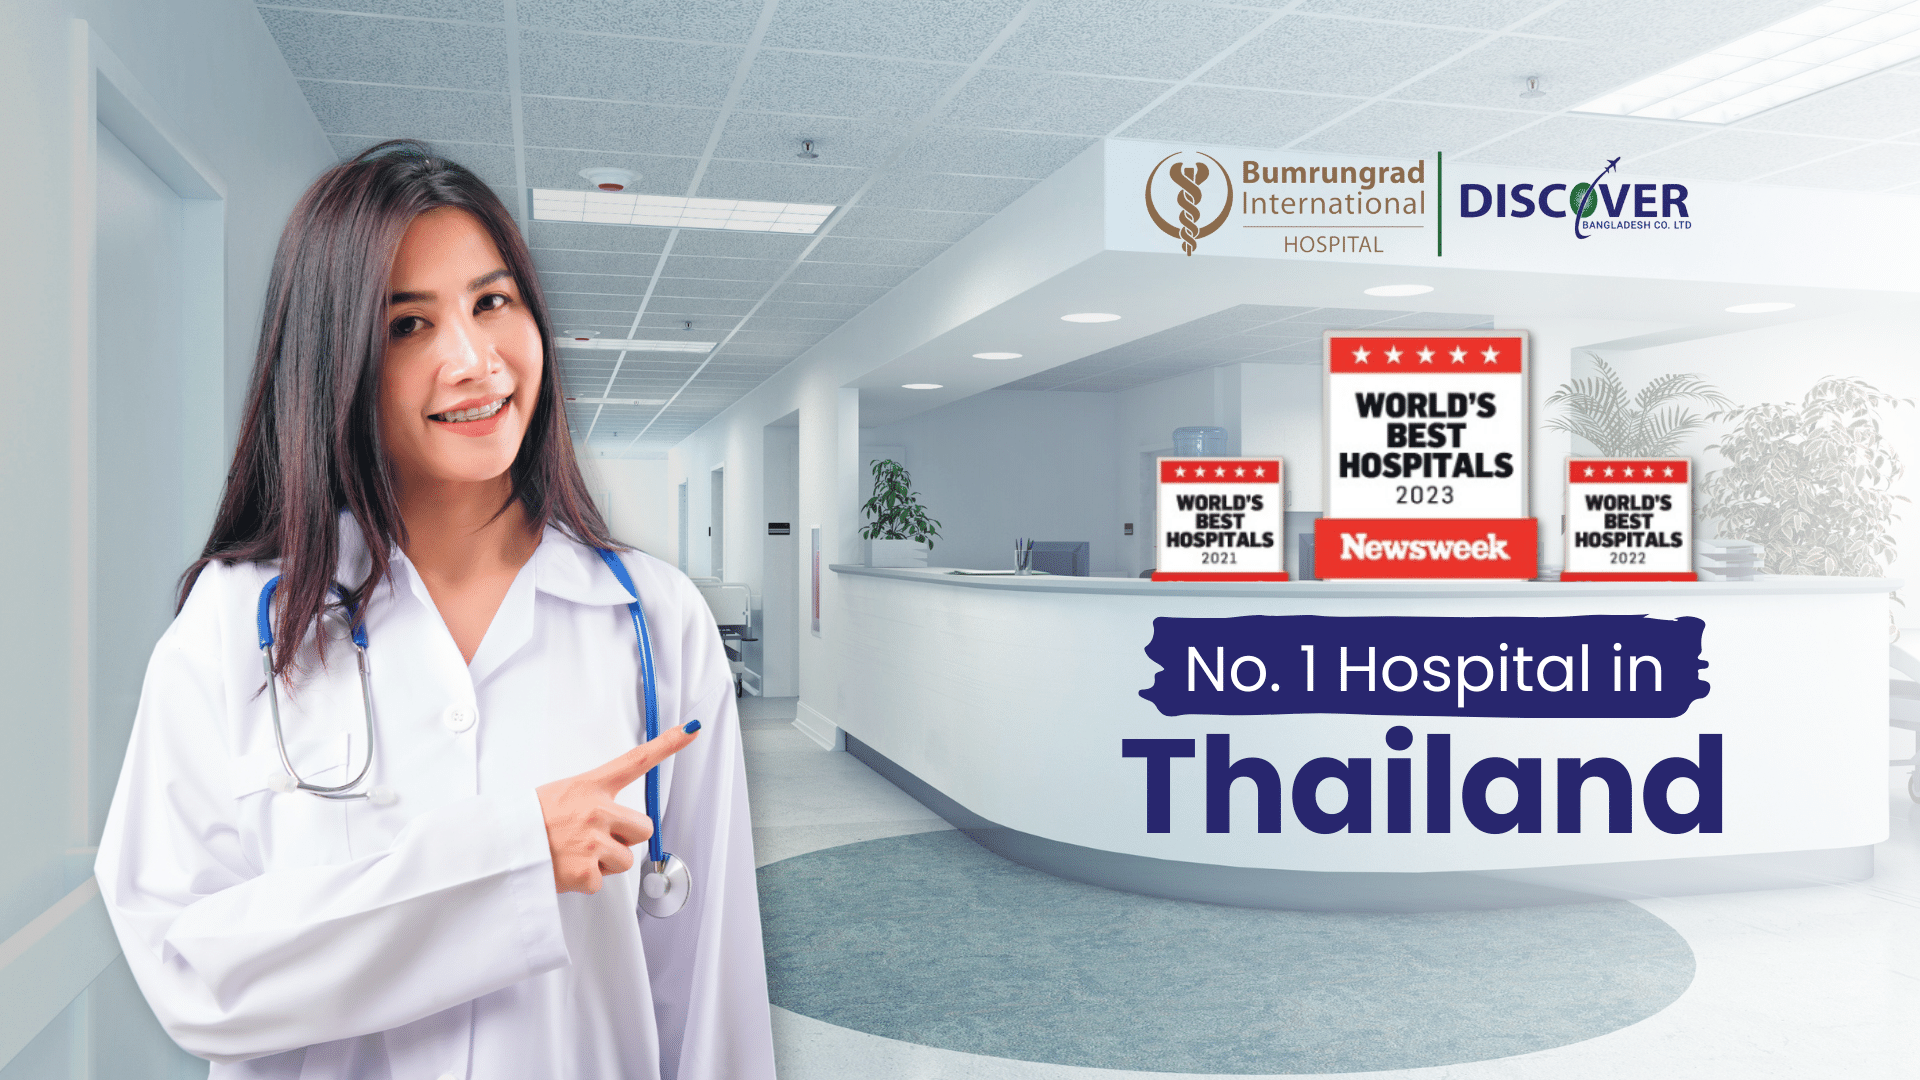 Bumrungrad
International
HOSPITAL
DISCOVER
BANGLADESH CO. LTD
WORLD'S
BEST
HOSPITALS
2021
WORLD'S
BEST
HOSPITALS
2023
Newsweek
WORLD'S
BEST
HOSPITALS
2022
No. 1 Hospital in
Thailand